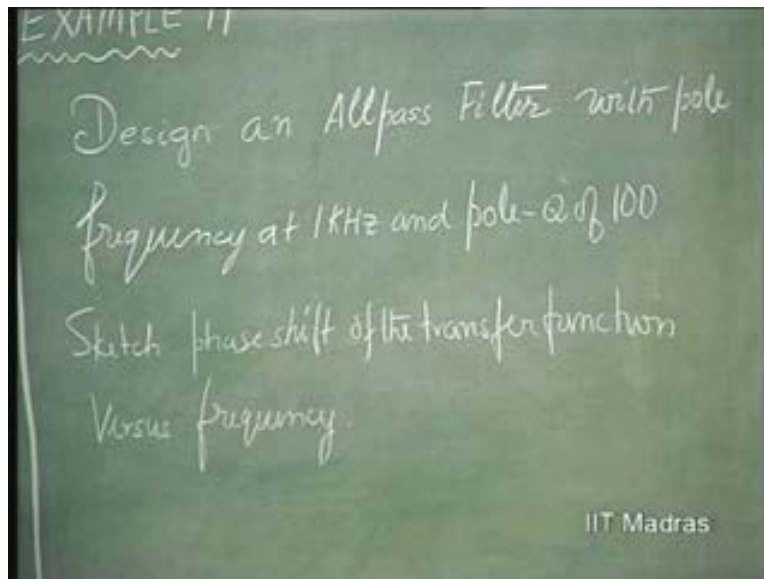 EXAMPLE 11
Design an Allpass Filter with pole
frequency at 1KHz and pole-Q of 100
Sketch phase shift of the transfer function
Versus frequency.
IIT Madras